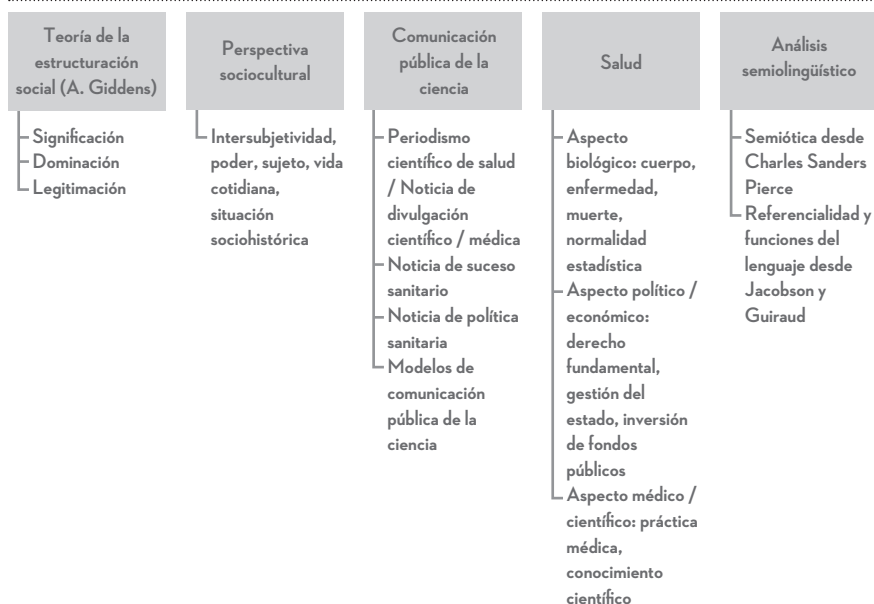 Teoría de la
estructuración
social (A. Giddens)
Significación
Dominación
Legitimación
Perspectiva
sociocultural
Intersubjetividad,
poder, sujeto, vida
cotidiana,
situación
sociohistórica
Comunicación
pública de la
ciencia
Periodismo
científico de salud
/ Noticia de
divulgación
científico / médica
Noticia de suceso
sanitario
Noticia de política
sanitaria
Modelos de
comunicación
pública de la
ciencia
Salud
Aspecto
biológico: cuerpo,
enfermedad,
muerte,
normalidad
estadística
Aspecto político /
económico:
derecho
fundamental,
gestión del
estado, inversión
de fondos
públicos
Aspecto médico /
científico: práctica
médica,
conocimiento
científico
Análisis
semiolingüístico
Semiótica desde
Charles Sanders
Pierce
Referencialidad y
funciones del
lenguaje desde
Jacobson y
Guiraud